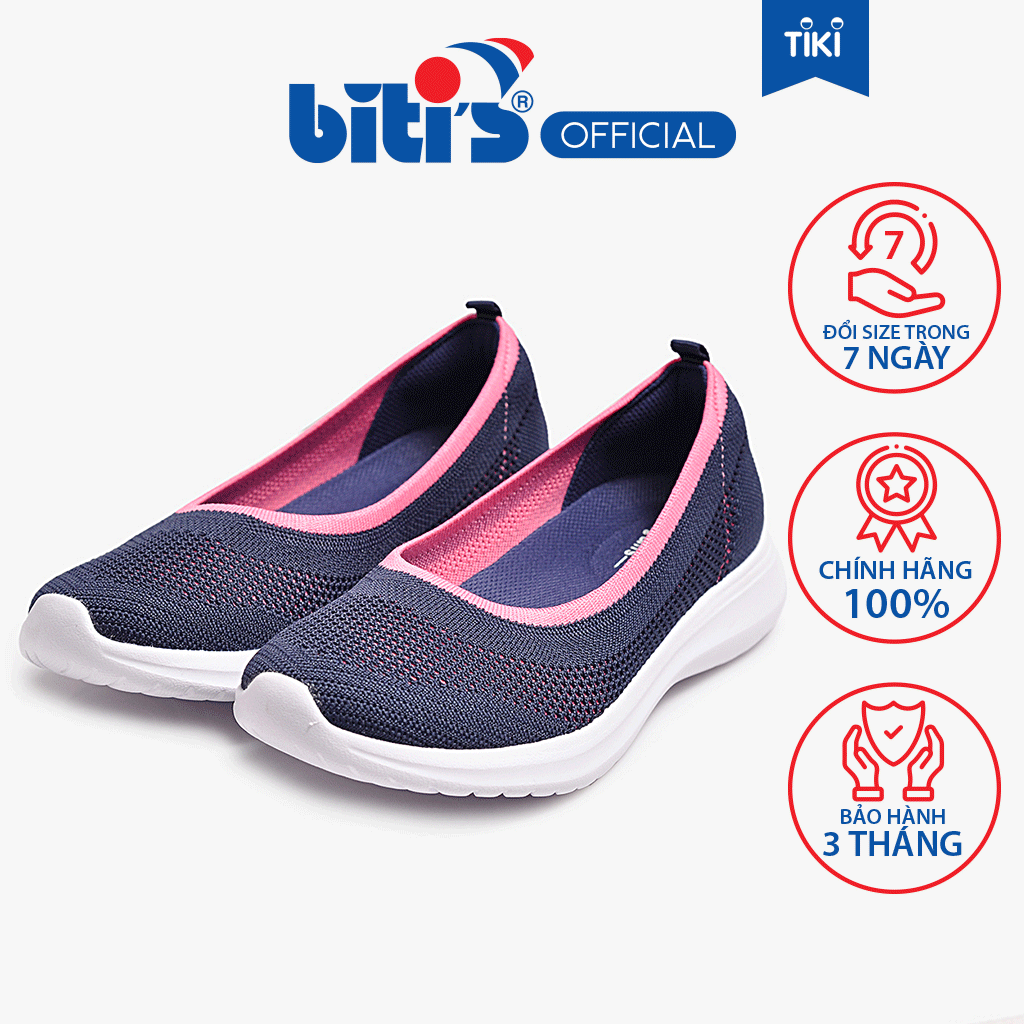 TIKI
biti's®
OFFICIAL
7
ĐỔI SIZE TRONG
7 NGÀY
CHÍNH HÃNG
100%
BẢO HÀNH
3 THÁNG